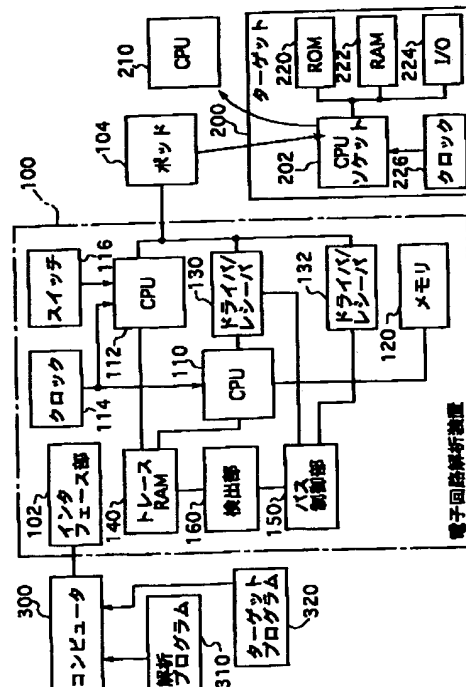 100
300
コンピュータ
解析
プログラム
310
ターゲット
プログラム
320
102
インタ
フェース部
クロック
114
スイッチ
116
112
CPU
140
トレース
RAM
110
CPU
160
検出部
150
バス
制御部
130
ドライバ/
レシーバ
132
ドライバ/
レシーバ
120
メモリ
電子回路解析装置
104
ポッド
210
CPU
200
ターゲット
202
CPU
ソケット
220
ROM
222
RAM
224
I/O
226
クロック